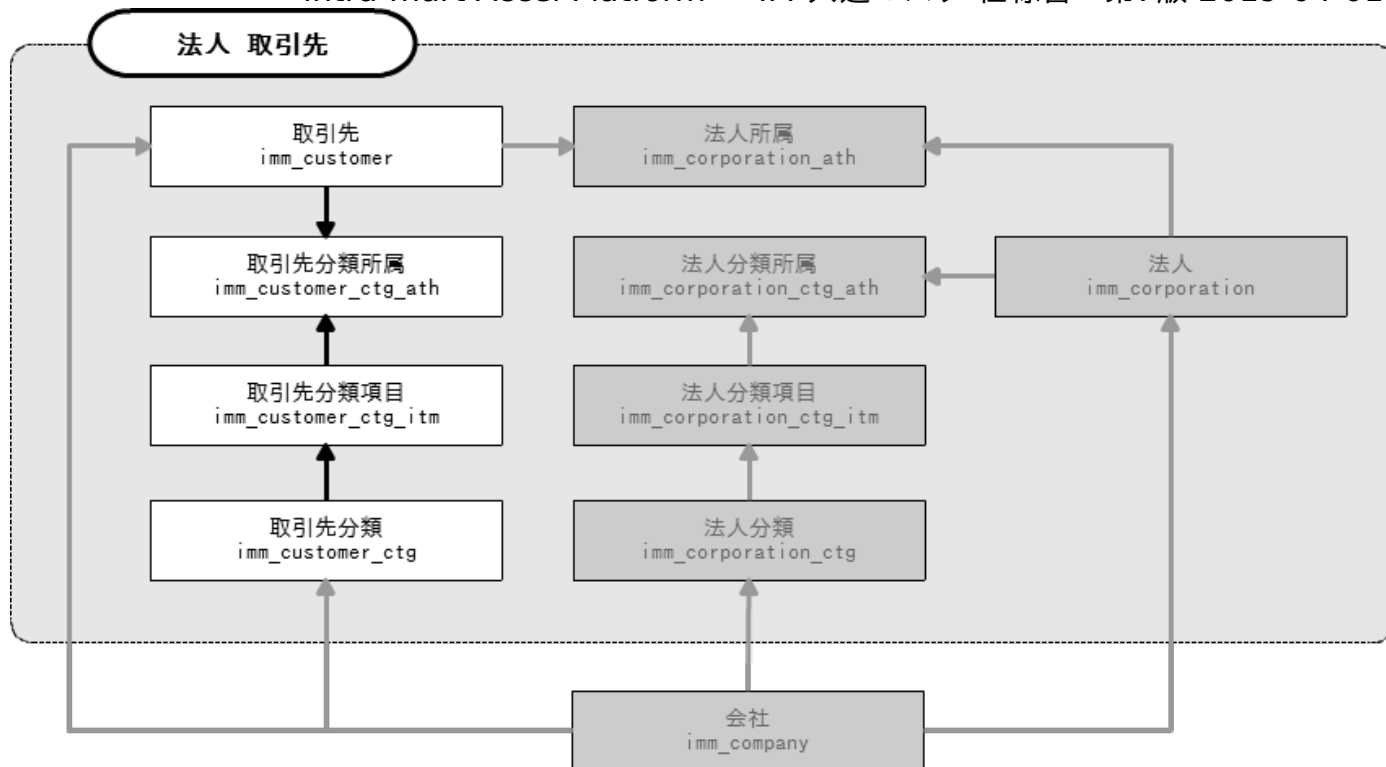 法人 取引先
取引先
imm_customer
法人所属
imm_corporation_ath
取引先分類所属
imm_customer_ctg_ath
法人分類所属
imm_corporation_ctg_ath
法人
imm_corporation
取引先分類項目
imm_customer_ctg_itm
法人分類項目
imm_corporation_ctg_itm
取引先分類
imm_customer_ctg
法人分類
imm_corporation_ctg
会社
imm_company